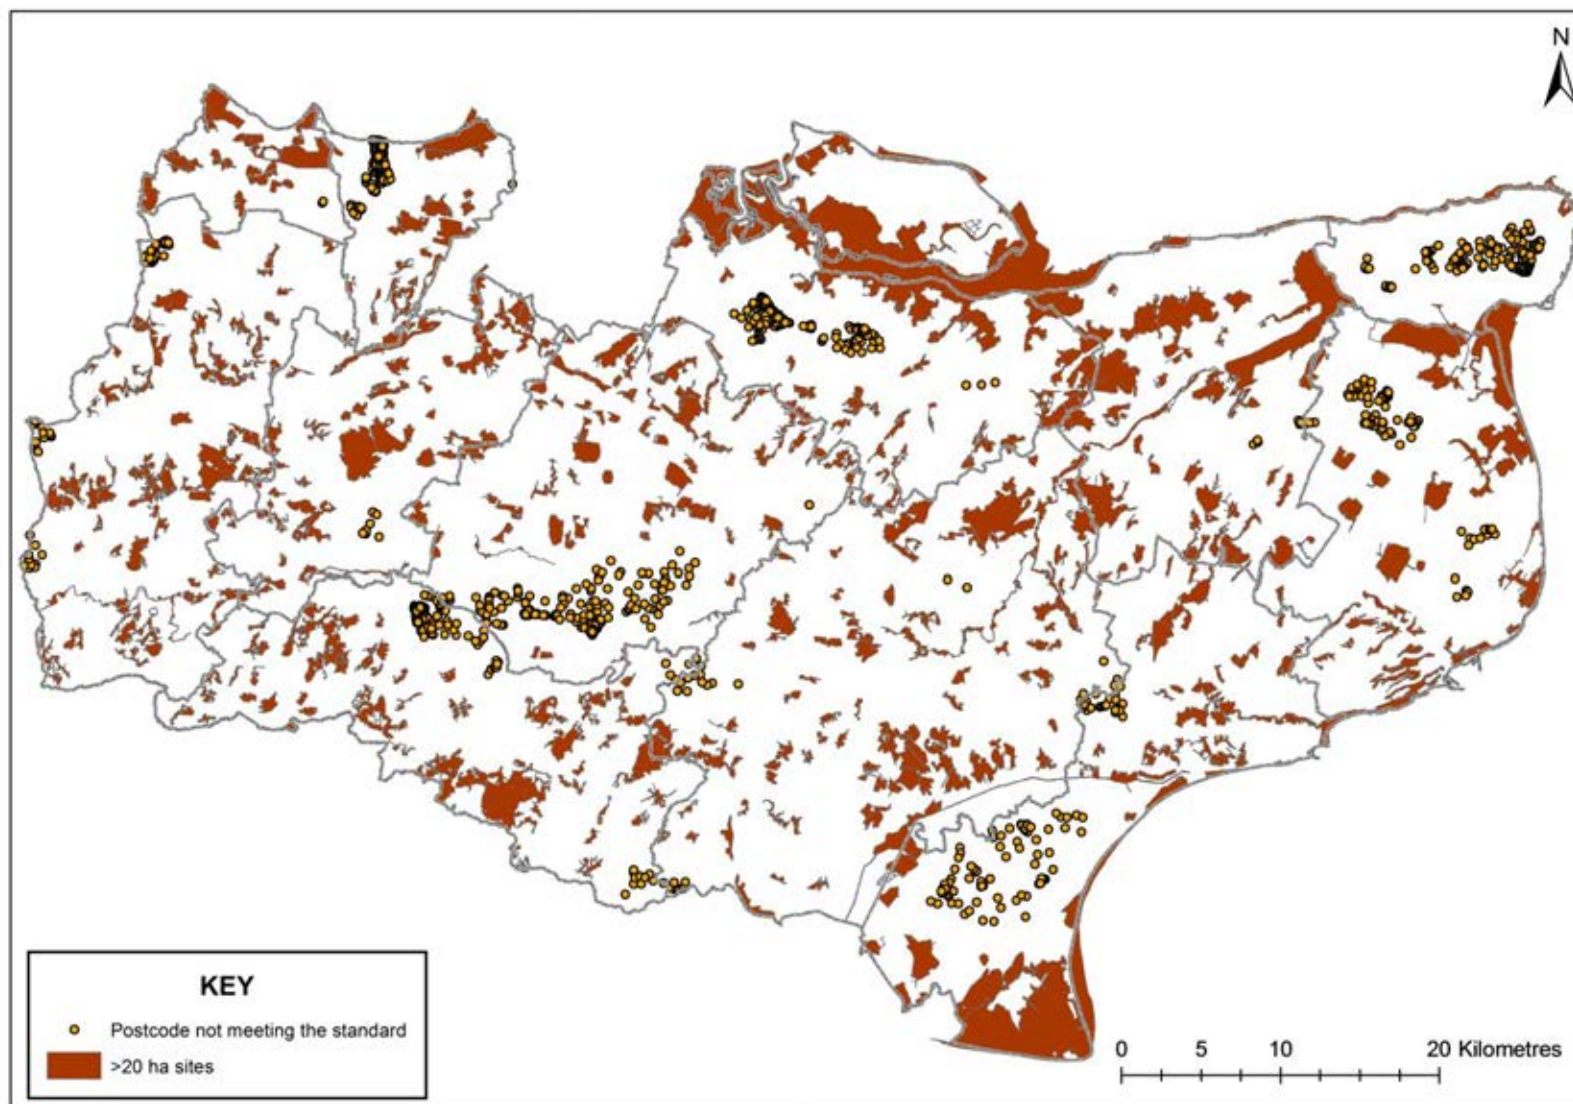 N
KEY
Postcode not meeting the standard
>20 ha sites
0 5 10 20 Kilometres